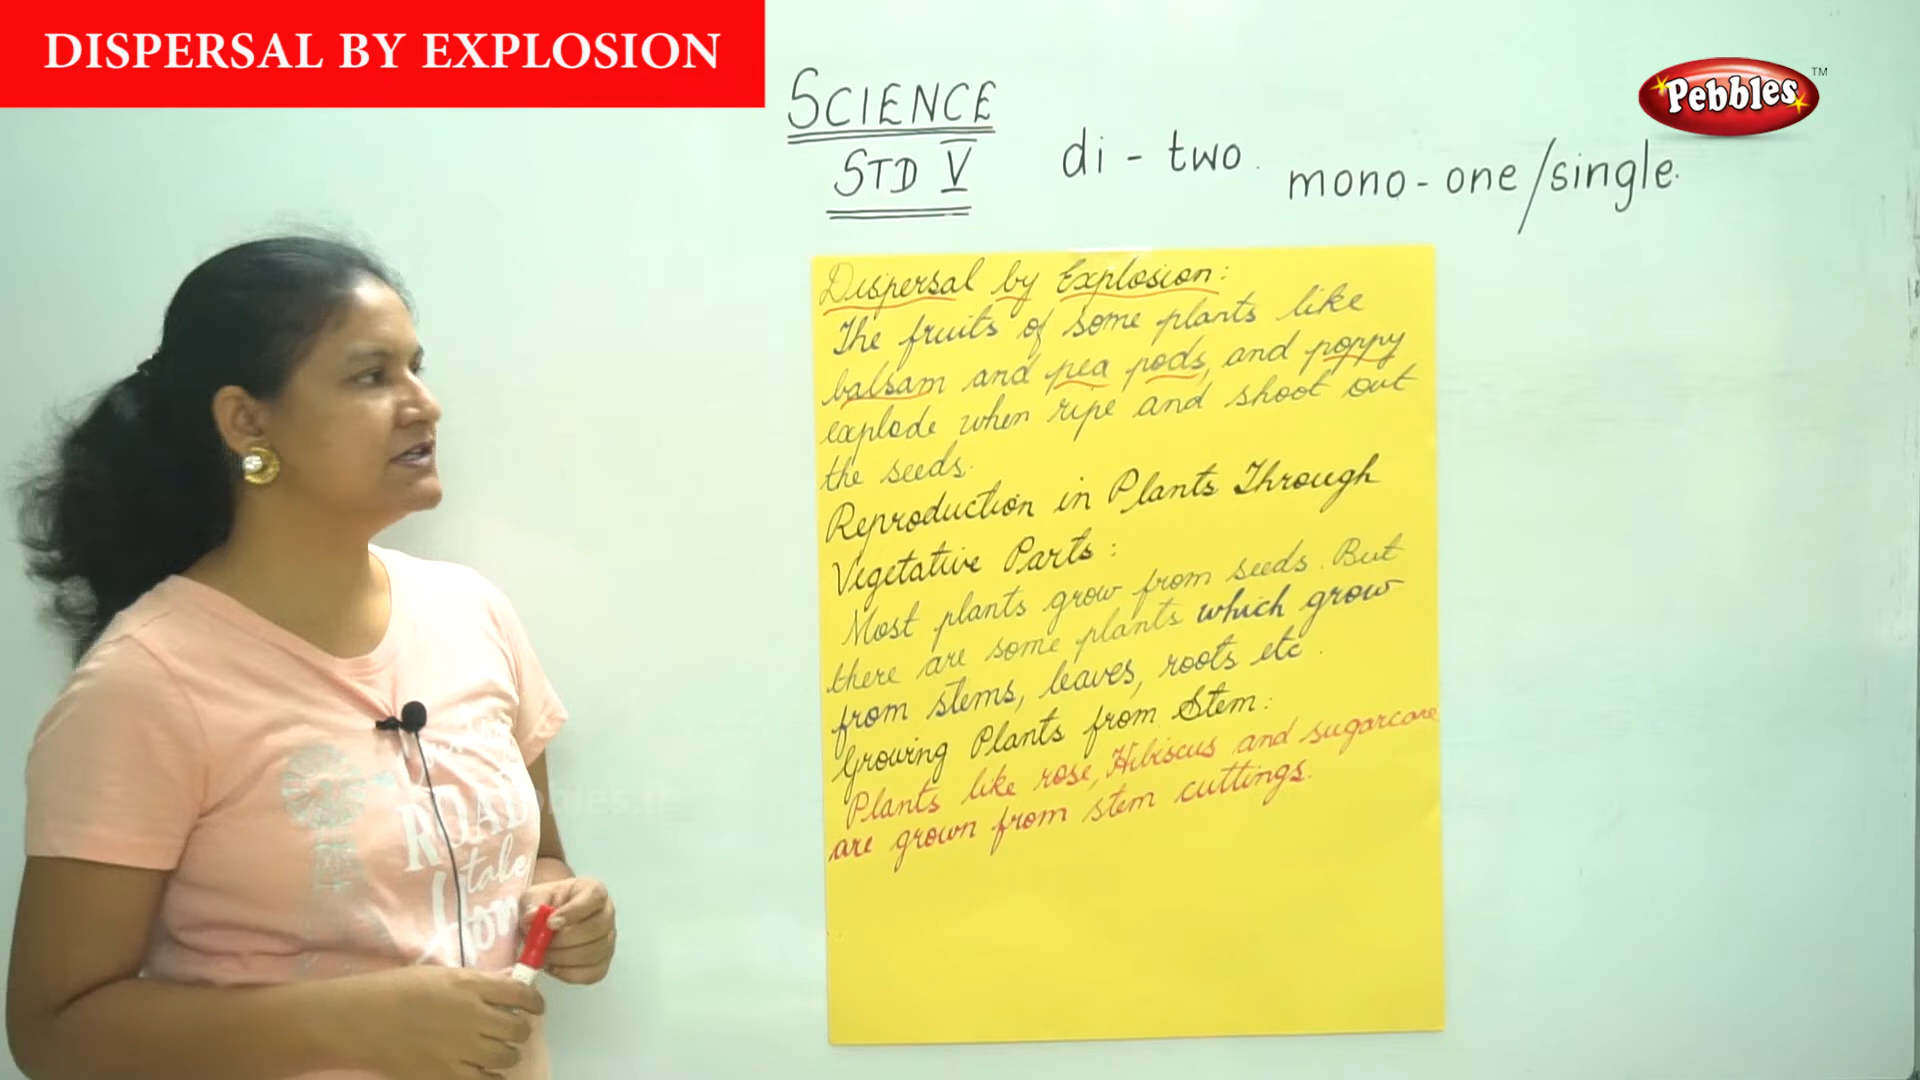 DISPERSAL BY EXPLOSION
Pebbles TM
SCIENCE
STD V
di - two.
mono - one/single.
Dispersal by Explosion:
The fruits of some plants like
balsam and pea pods, and poppy
explode when ripe and shoot out
the seeds.
Reproduction in Plants Through
Vegetative Parts:
Most plants grow from seeds. But
there are some plants which grow
from stems, leaves, roots etc.
Growing Plants from Stem:
Plants like rose, Hibiscus and sugarcane
are grown from stem cuttings.
ROAD
take